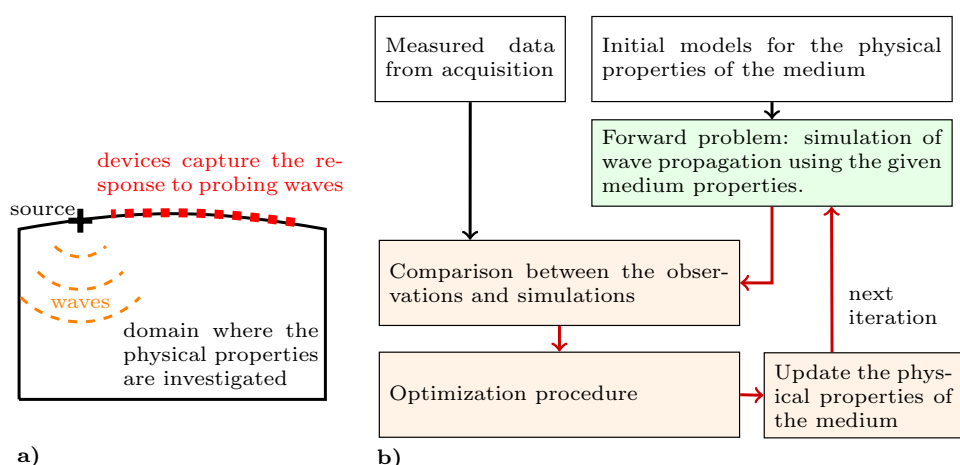 devices capture the re-
sponse to probing waves
source
waves
domain where the
physical properties
are investigated
a)
Measured data
from acquisition
Initial models for the physical
properties of the medium
Forward problem: simulation of
wave propagation using the given
medium properties.
Comparison between the obser-
vations and simulations
next
iteration
Optimization procedure
Update the phys-
ical properties of
the medium
b)